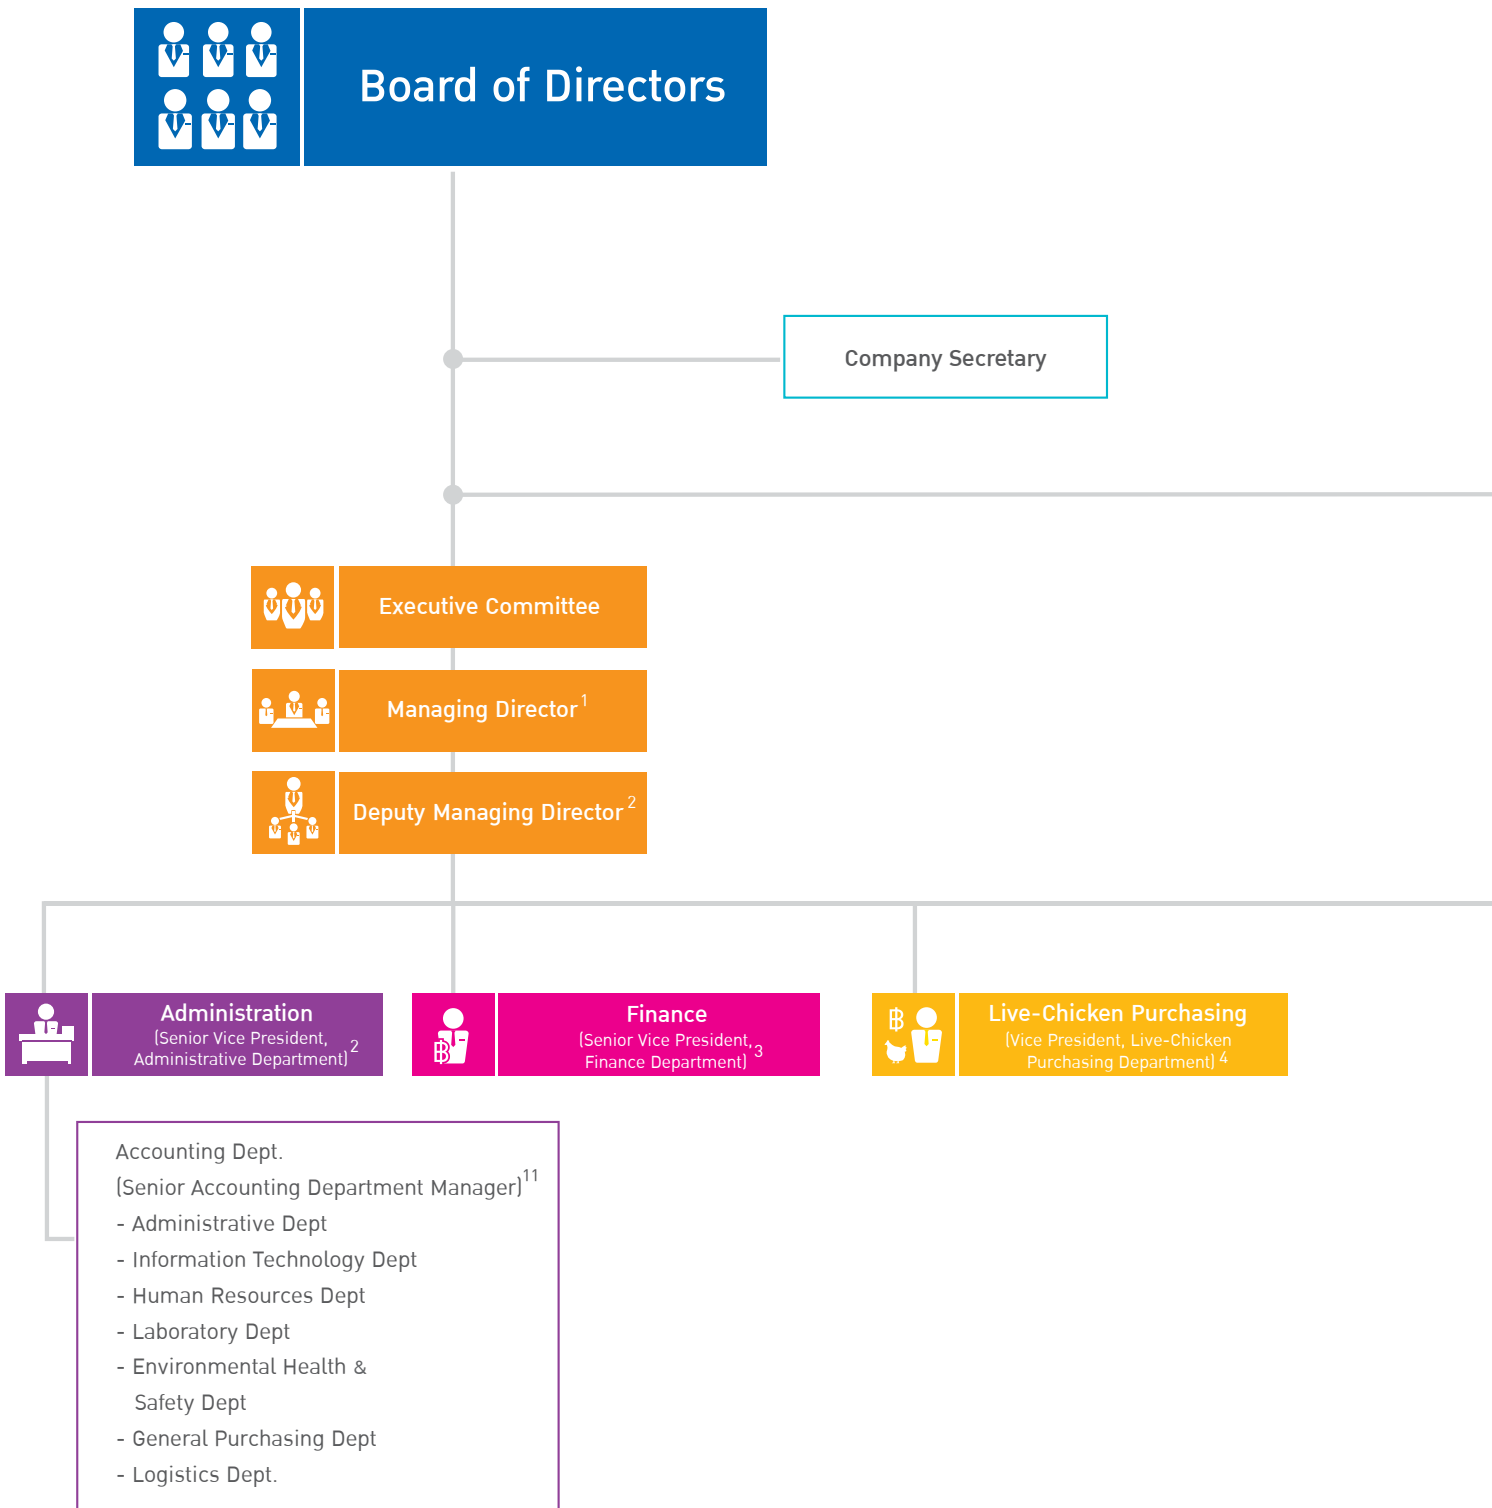 Board of Directors
Company Secretary
Executive Committee
Managing Director 1
Deputy Managing Director 2
Administration
(Senior Vice President,
Administrative Department) 2
Finance
(Senior Vice President,
Finance Department) 3
Live-Chicken Purchasing
(Vice President, Live-Chicken
Purchasing Department) 4
Accounting Dept.
(Senior Accounting Department Manager) 11
- Administrative Dept
- Information Technology Dept
- Human Resources Dept
- Laboratory Dept
- Environmental Health &
Safety Dept
- General Purchasing Dept
- Logistics Dept.